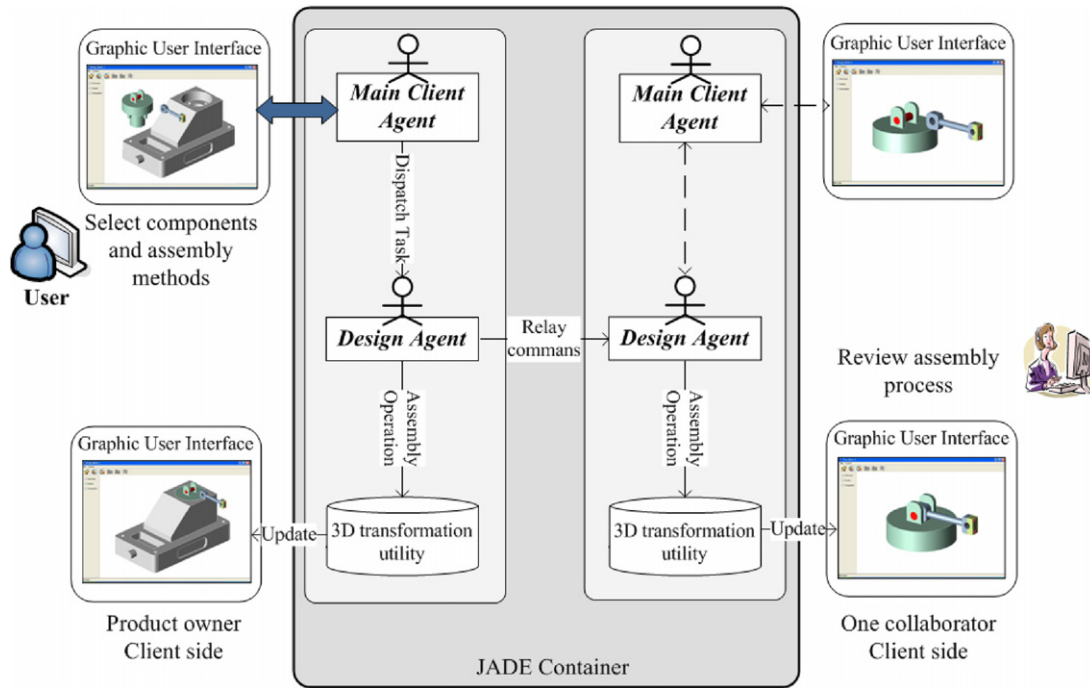 Graphic User Interface
Select components
and assembly
methods
User
Graphic User Interface
Product owner
Client side
Main Client
Agent
Dispatch Task
Design Agent
Assembly
Operation
3D transformation
utility
Update
Relay
commans
Main Client
Agent
Design Agent
Assembly
Operation
3D transformation
utility
Update
JADE Container
Graphic User Interface
Review assembly
process
Graphic User Interface
One collaborator
Client side